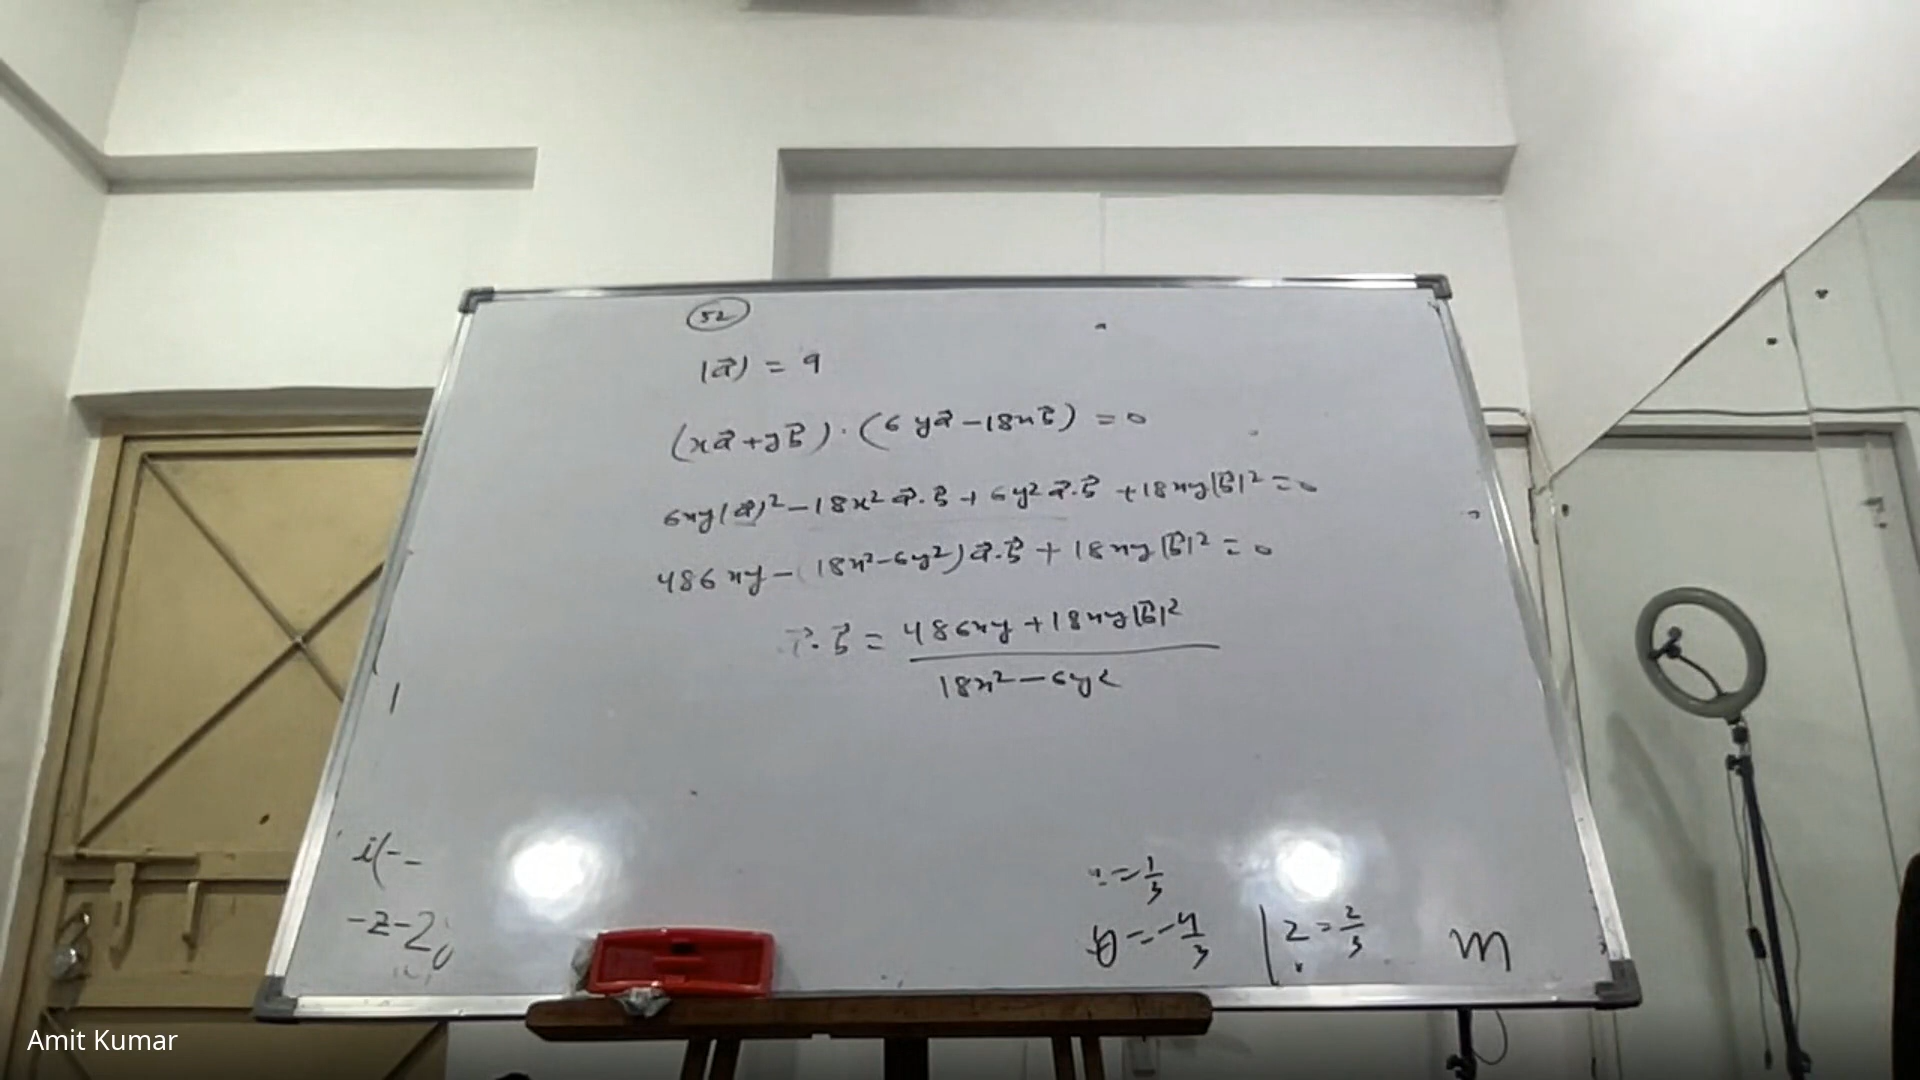 52
|a⃗| = 9
(xa⃗ + yb⃗) · (6ya⃗ - 18xb⃗) = 0
6xy|a⃗|² - 18x² a⃗.b⃗ + 6y² a⃗.b⃗ + 18xy|b⃗|² = 0
486xy - (18x² - 6y²) a⃗.b⃗ + 18xy|b⃗|² = 0
. b⃗ = 486xy + 18xy|b⃗|²
18x² - 6y²
i(--
= 1/3
-z-2j
y = -4/3 | z = 2/3 m
Amit Kumar